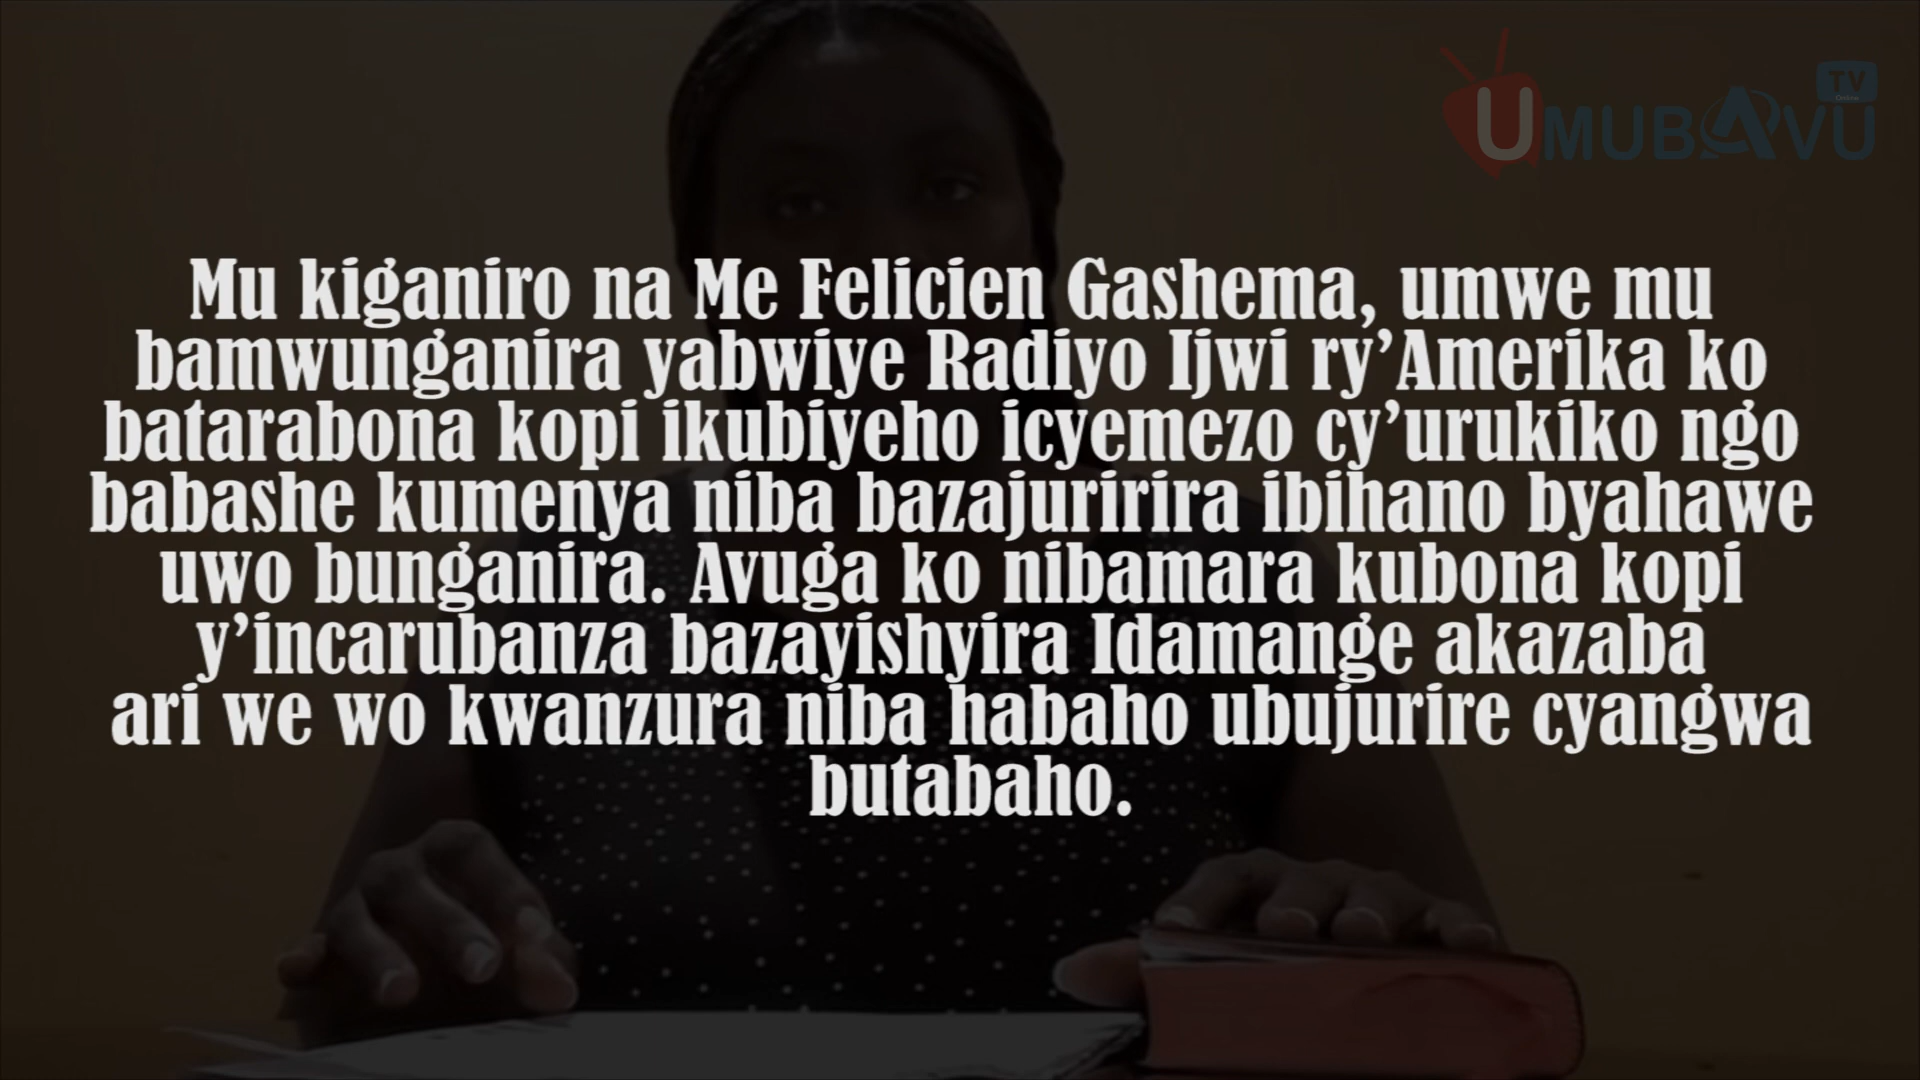 UMUBAVU
TV
Online
Mu kiganiro na Me Felicien Gashema, umwe mu
bamwunganira yabwiye Radiyo Ijwi ry’Amerika ko
batarabona kopi ikubiyeho icyemezo cy’urukiko ngo
babashe kumenya niba bazajuririra ibihano byahawe
uwo bunganira. Avuga ko nibamara kubona kopi
y’incarubanza bazayishyira Idamange akazaba
ari we wo kwanzura niba habaho ubujurire cyangwa
butabaho.